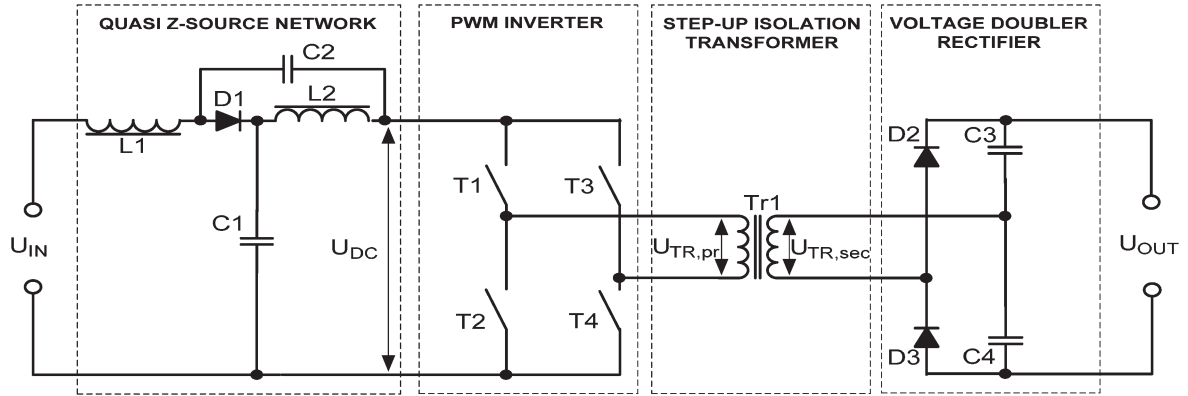 QUASI Z-SOURCE NETWORK
PWM INVERTER
STEP-UP ISOLATION
TRANSFORMER
VOLTAGE DOUBLER
RECTIFIER
C2
D1
L2
L1
C1
UIN
UDC
T1
T3
T2
T4
Tr1
UTR,pr
UTR,sec
D2
C3
D3
C4
UOUT